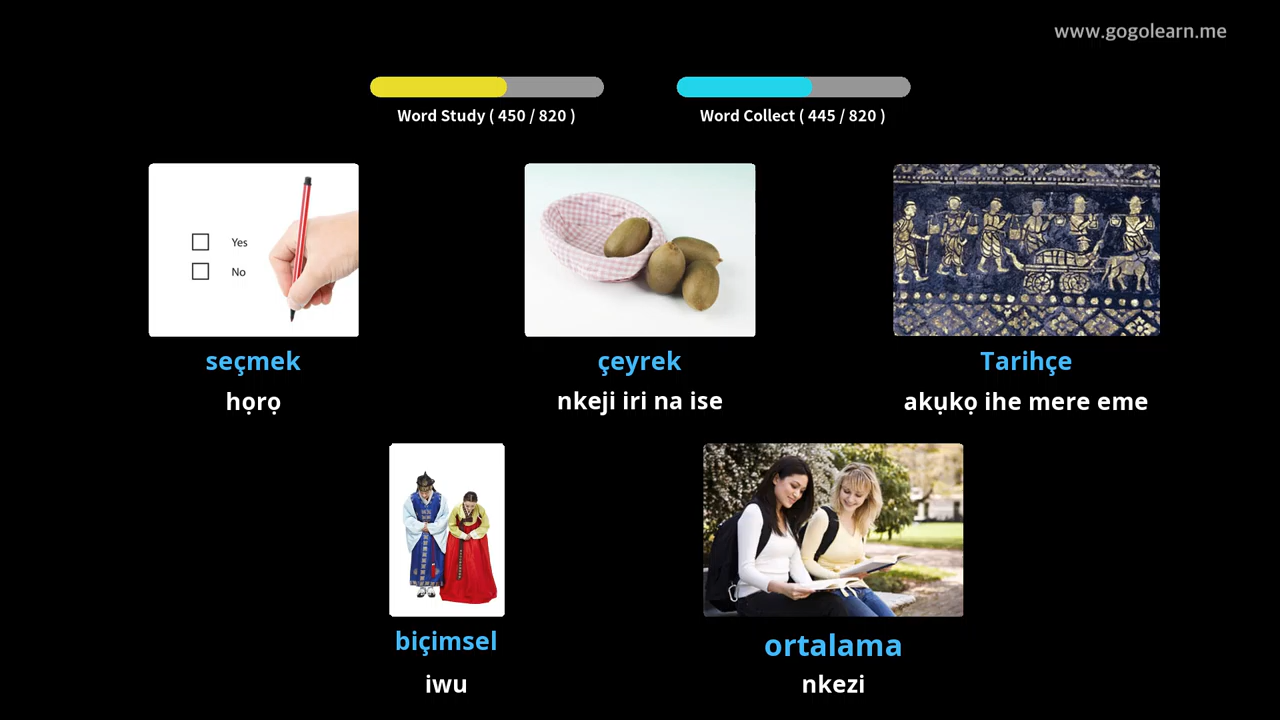 www.gogolearn.me
Word Study ( 450 / 820 )
Word Collect ( 445 / 820 )
Yes
No
seçmek
họrọ
çeyrek
nkeji iri na ise
Tarihçe
akụkọ ihe mere eme
biçimsel
iwu
ortalama
nkezi